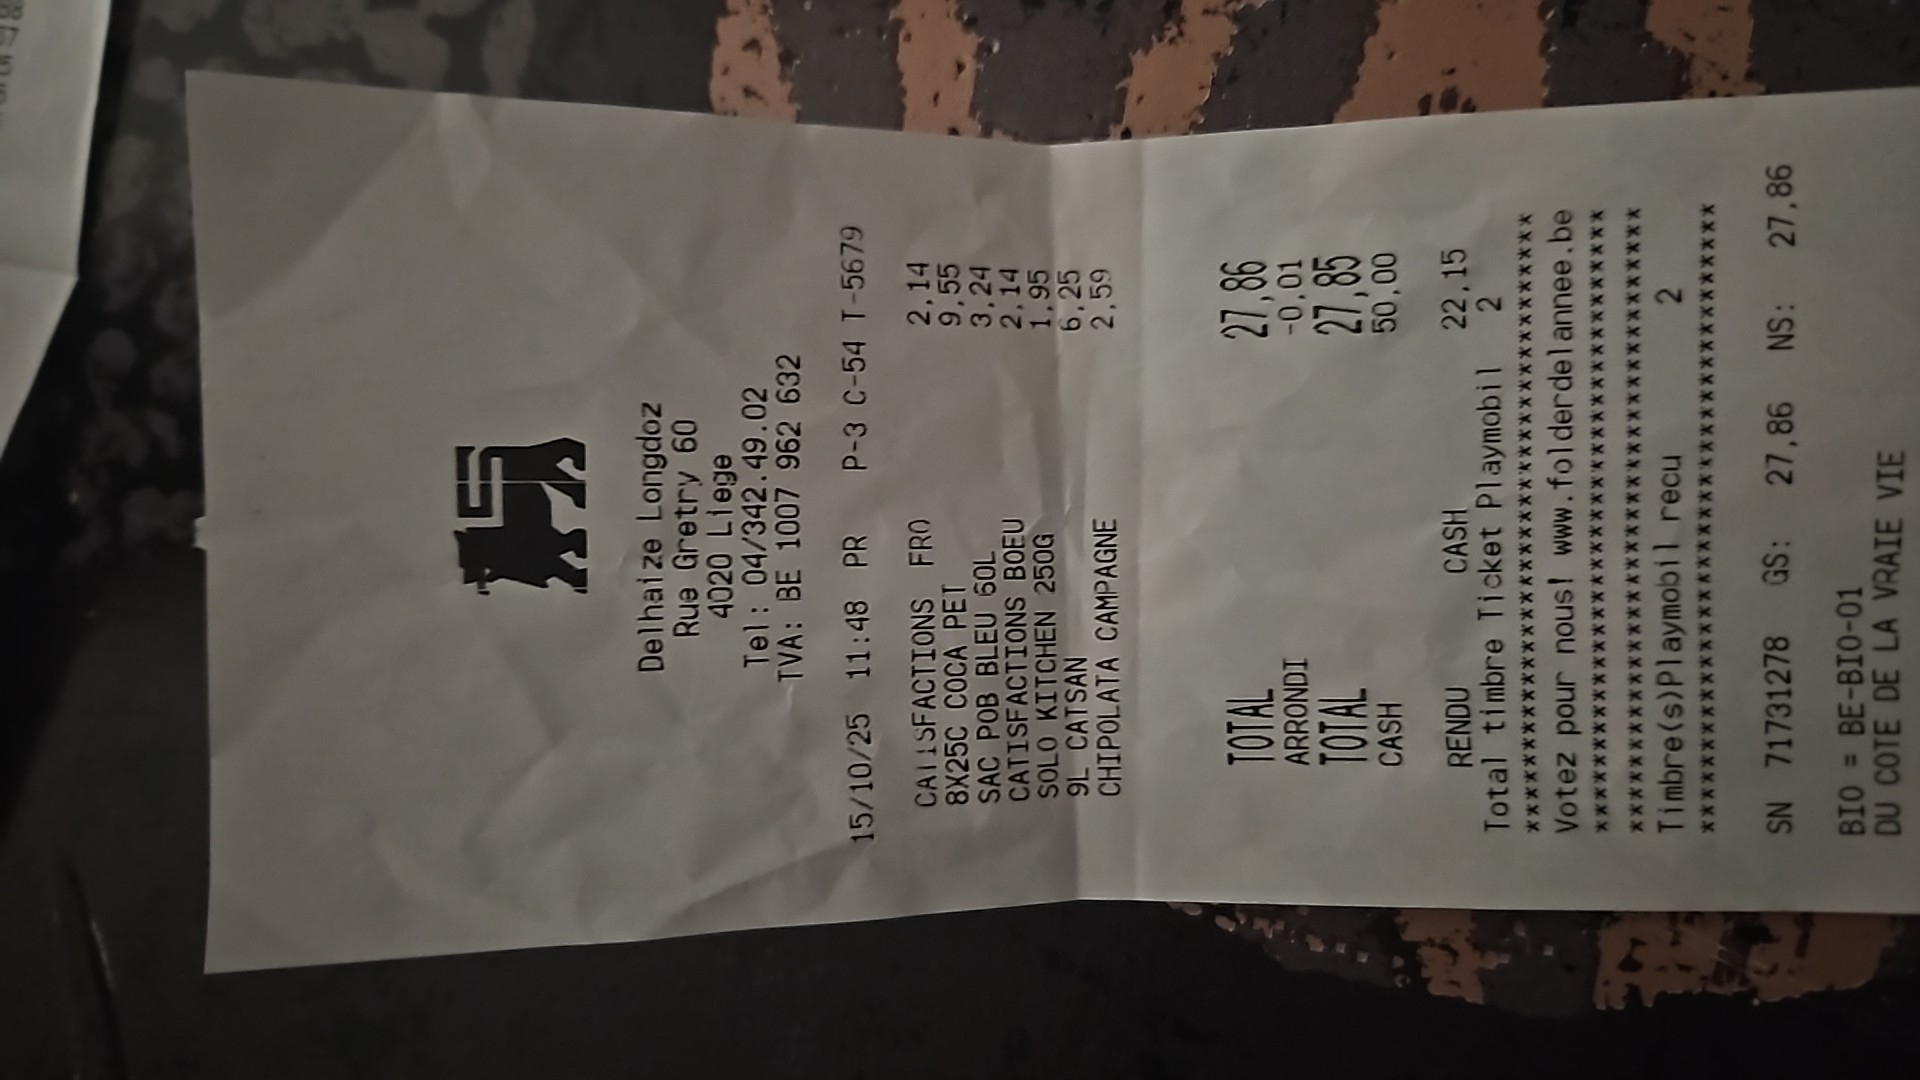 Delhaize Longdoz
Rue Gretry 60
4020 Liege
Tel: 04/342.49.02
TVA: BE 1007 962 632
15/10/25 11:48 PR P-3 C-54 T-5679
CATISFACTIONS FRO 2,14
8X25C COCA PET 9,55
SAC POB BLEU 60L 3,24
CATISFACTIONS BOEU 2,14
SOLO KITCHEN 250G 1,95
9L CATSAN 6,25
CHIPOLATA CAMPAGNE 2,59
TOTAL 27,86
ARRONDI -0,01
TOTAL 27,85
CASH 50,00
RENDU CASH 22,15
Total timbre Ticket Playmobil 2
******************************************
Votez pour nous! www.folderdelannee.be
******************************************
******************************************
Timbre(s)Playmobil recu 2
******************************************
SN 71731278 GS: 27,86 NS: 27,86
BIO = BE-BIO-01
DU COTE DE LA VRAIE VIE